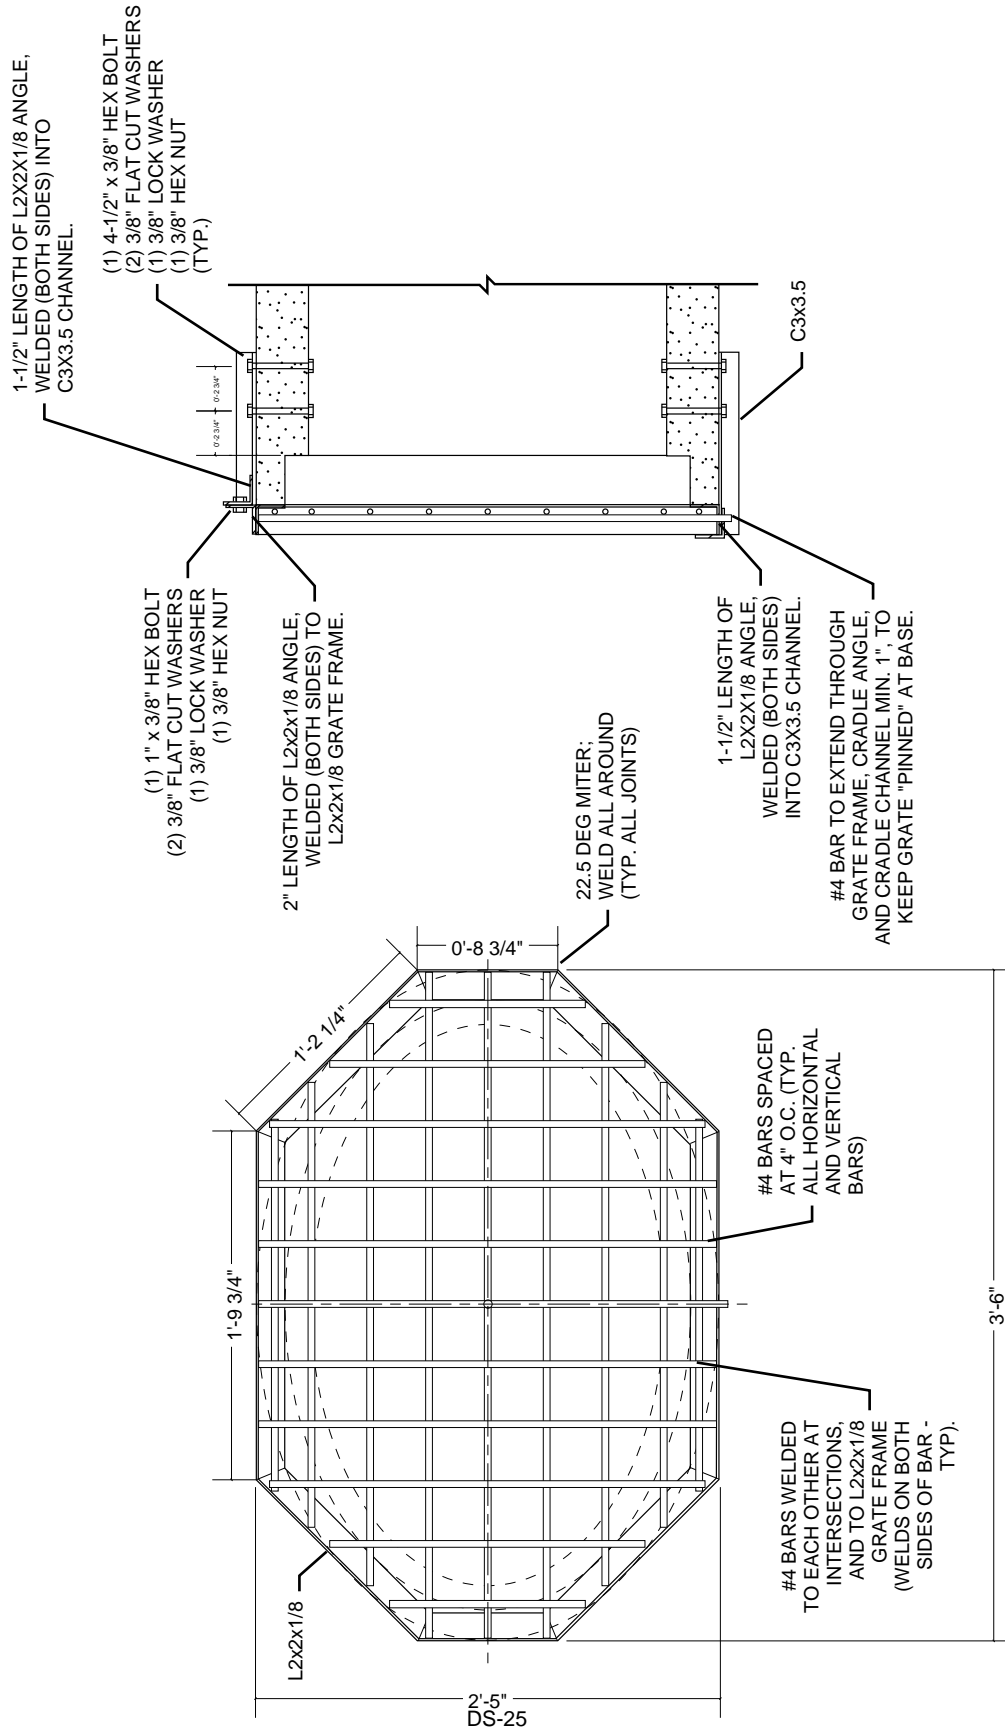 1-1/2" LENGTH OF L2X2X1/8 ANGLE,
WELDED (BOTH SIDES) INTO
C3X3.5 CHANNEL.
(1) 4-1/2" x 3/8" HEX BOLT
(2) 3/8" FLAT CUT WASHERS
(1) 3/8" LOCK WASHER
(1) 3/8" HEX NUT
(TYP.)
0'-2 3/4"
0'-2 3/4"
C3x3.5
(1) 1" x 3/8" HEX BOLT
(2) 3/8" FLAT CUT WASHERS
(1) 3/8" LOCK WASHER
(1) 3/8" HEX NUT
2" LENGTH OF L2x2x1/8 ANGLE,
WELDED (BOTH SIDES) TO
L2x2x1/8 GRATE FRAME.
1-1/2" LENGTH OF
L2X2X1/8 ANGLE,
WELDED (BOTH SIDES)
INTO C3X3.5 CHANNEL.
#4 BAR TO EXTEND THROUGH
GRATE FRAME, CRADLE ANGLE,
AND CRADLE CHANNEL MIN. 1", TO
KEEP GRATE "PINNED" AT BASE.
22.5 DEG MITER;
WELD ALL AROUND
(TYP. ALL JOINTS)
0'-8 3/4"
1'-2 1/4"
1'-9 3/4"
#4 BARS SPACED
AT 4" O.C. (TYP.
ALL HORIZONTAL
AND VERTICAL
BARS)
3'-6"
#4 BARS WELDED
TO EACH OTHER AT
INTERSECTIONS,
AND TO L2x2x1/8
GRATE FRAME
(WELDS ON BOTH
SIDES OF BAR -
TYP).
L2x2x1/8
2'-5"
DS-25